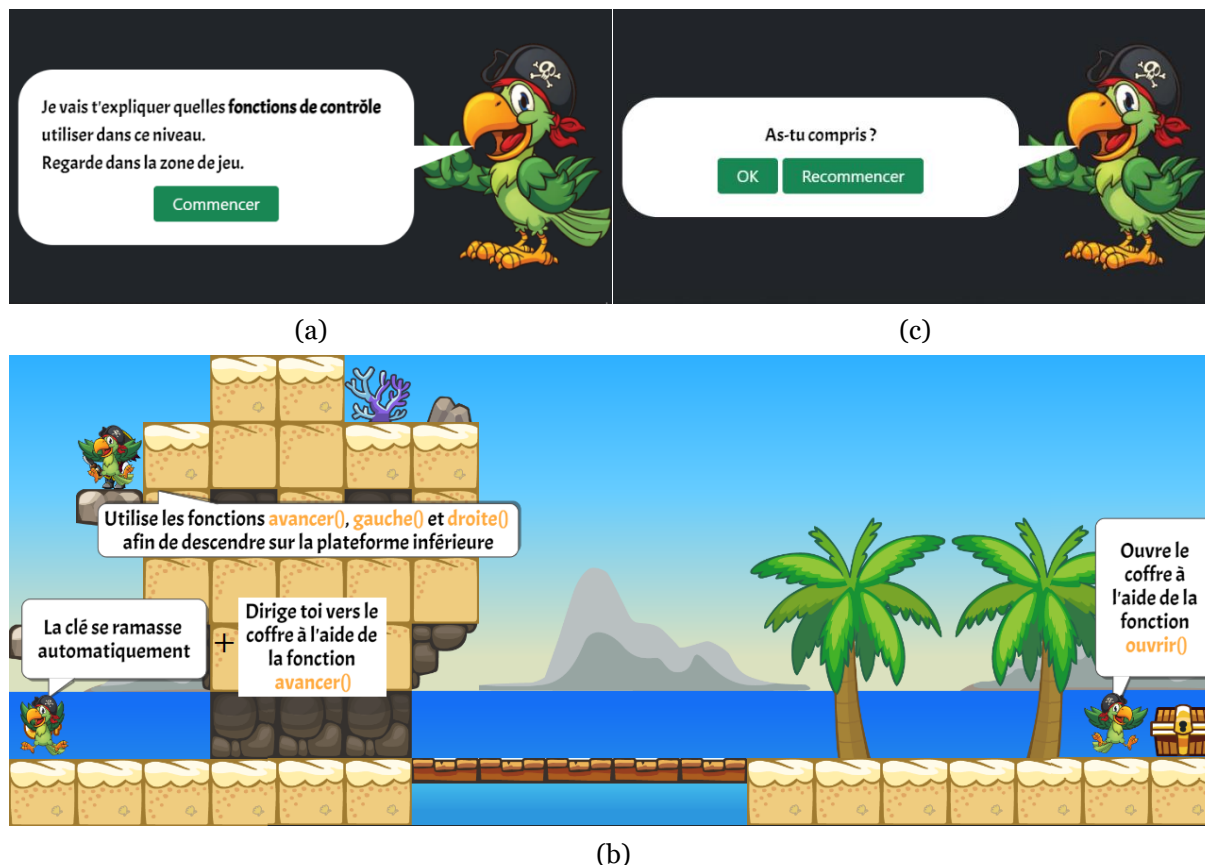 Je vais t'expliquer quelles fonctions de contrôle
utiliser dans ce niveau.
Regarde dans la zone de jeu.
Commencer
(a)
As-tu compris ?
OK
Recommencer
(c)
Utilise les fonctions avancer(), gauche() et droite()
afin de descendre sur la plateforme inférieure
La clé se ramasse
automatiquement
+
Dirige toi vers le
coffre à l'aide de
la fonction
avancer()
Ouvre le
coffre à
l'aide de la
fonction
ouvrir()
(b)